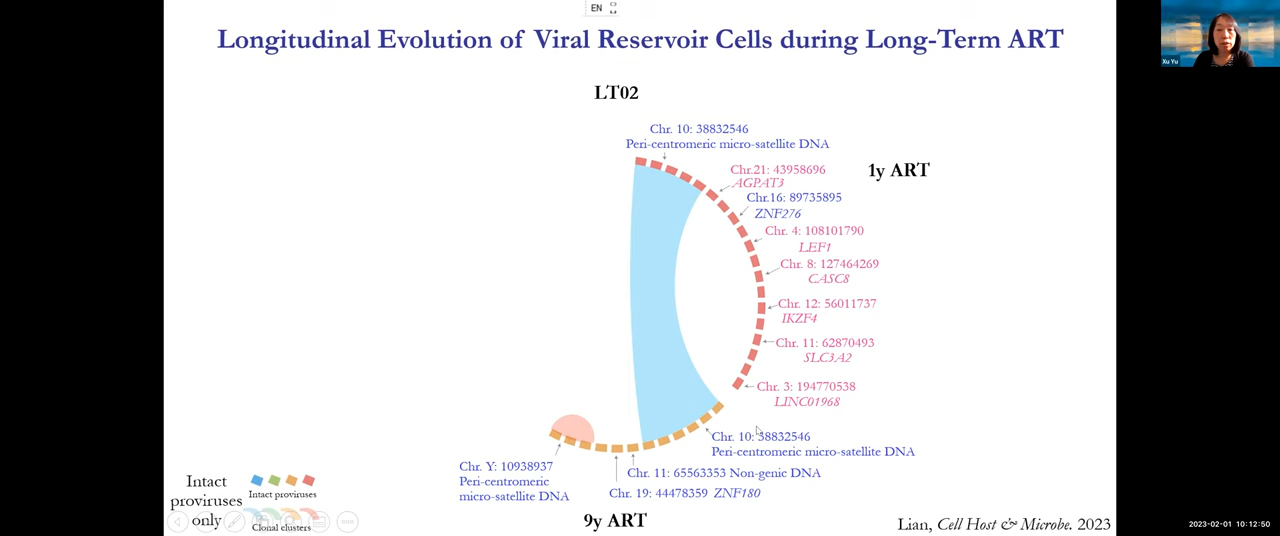 EN
Longitudinal Evolution of Viral Reservoir Cells during Long-Term ART
Xu Yu
LT02
Chr. 10: 38832546
Peri-centromeric micro-satellite DNA
1y ART
Chr.21: 43958696
AGPAT3
Chr.16: 89735895
ZNF276
Chr. 4: 108101790
LEF1
Chr. 8: 127464269
CASC8
Chr. 12: 56011737
IKZF4
Chr. 11: 62870493
SLC3A2
Chr. 3: 194770538
LINC01968
Chr. 10: 38832546
Peri-centromeric micro-satellite DNA
Chr. Y: 10938937
Peri-centromeric
micro-satellite DNA
Chr. 11: 65563353 Non-genic DNA
Chr. 19: 44478359 ZNF180
9y ART
Intact
proviruses
only
Intact proviruses
Clonal clusters
Lian, Cell Host & Microbe. 2023
2023-02-01 10:12:50